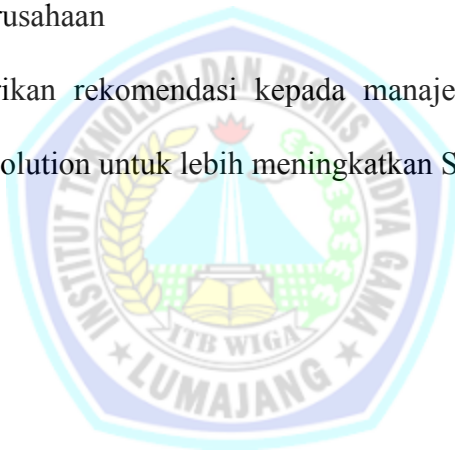 rusahaan
rikan rekomendasi kepada manaje
olution untuk lebih meningkatkan S
INSTITUT TEKNOLOGI DAN BISNIS WIDYA GAMA
ITB WIGA
LUMAJANG